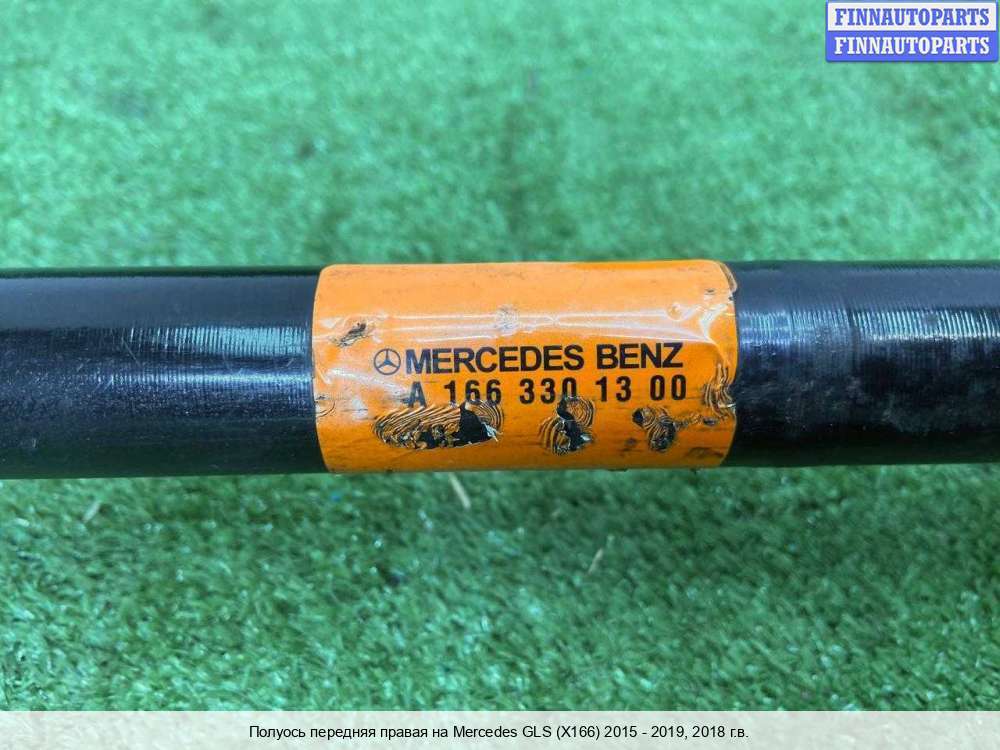 FINNAUTOPARTS
FINNAUTOPARTS
MERCEDES BENZ
A 166 330 13 00
Полуось передняя правая на Mercedes GLS (X166) 2015 - 2019, 2018 г.в.